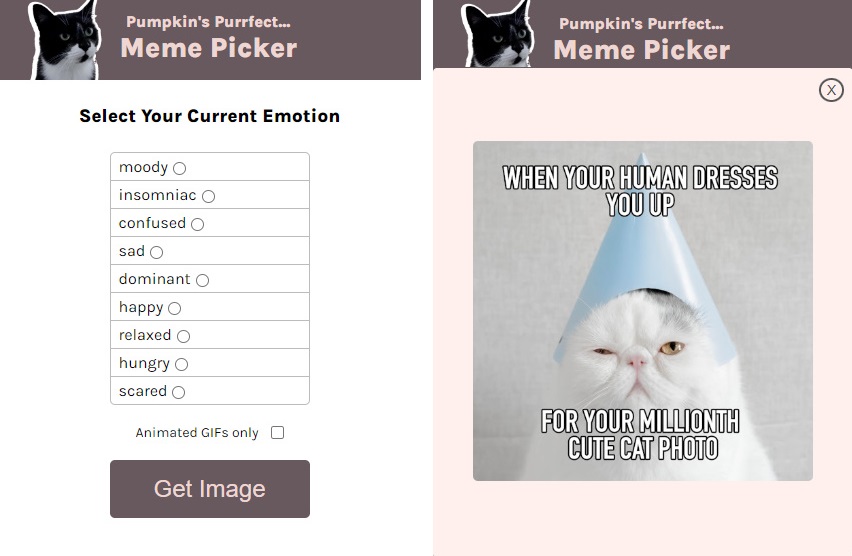 Pumpkin's Purrfect...
Meme Picker
Select Your Current Emotion
moody
insomniac
confused
sad
dominant
happy
relaxed
hungry
scared
Animated GIFs only
Get Image
Pumpkin's Purrfect...
Meme Picker
X
WHEN YOUR HUMAN DRESSES
YOU UP
FOR YOUR MILLIONTH
CUTE CAT PHOTO